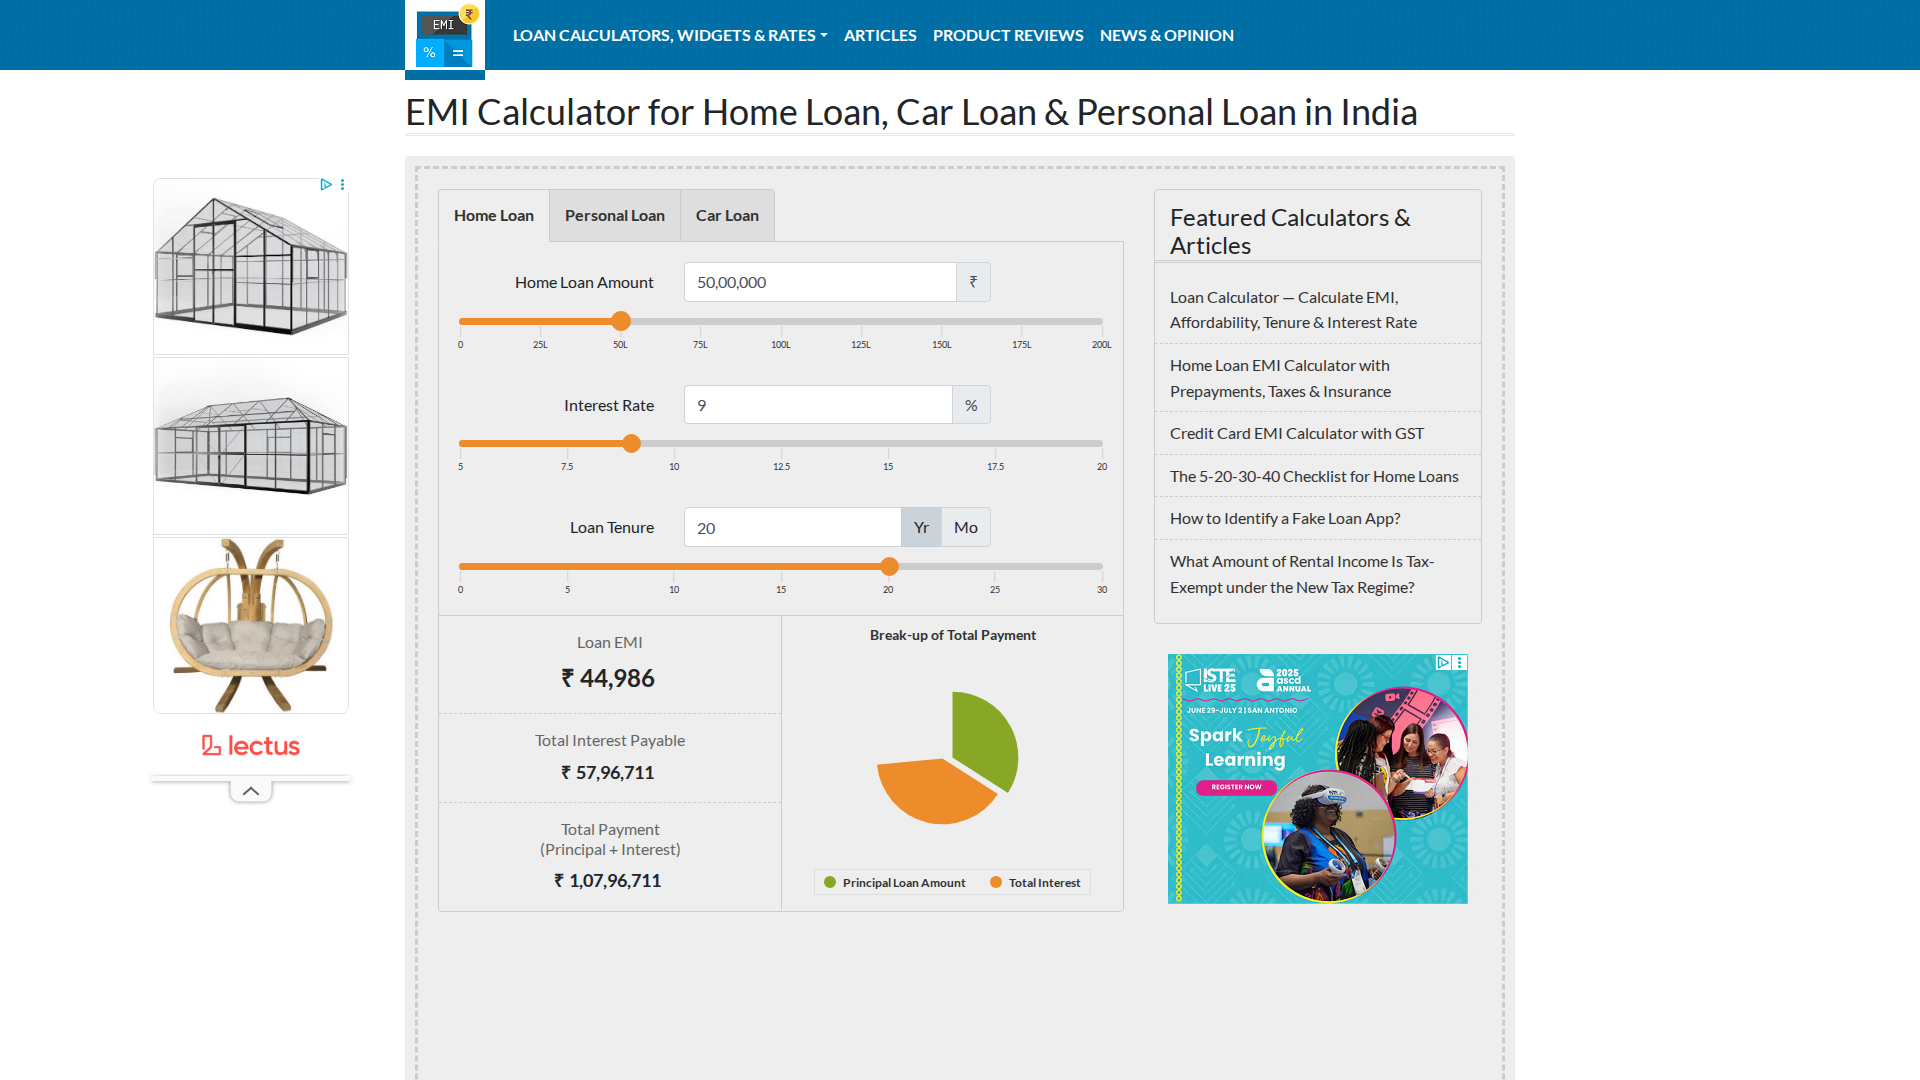 EMI
₹
%
=
LOAN CALCULATORS, WIDGETS & RATES
ARTICLES
PRODUCT REVIEWS
NEWS & OPINION
EMI Calculator for Home Loan, Car Loan & Personal Loan in India
Home Loan
Personal Loan
Car Loan
Home Loan Amount
50,00,000
₹
0
25L
50L
75L
100L
125L
150L
175L
200L
Interest Rate
9
%
5
7.5
10
12.5
15
17.5
20
Loan Tenure
20
Yr
Mo
0
5
10
15
20
25
30
Loan EMI
₹ 44,986
Total Interest Payable
₹ 57,96,711
Total Payment
(Principal + Interest)
₹ 1,07,96,711
Break-up of Total Payment
Principal Loan Amount
Total Interest
Featured Calculators &
Articles
Loan Calculator — Calculate EMI,
Affordability, Tenure & Interest Rate
Home Loan EMI Calculator with
Prepayments, Taxes & Insurance
Credit Card EMI Calculator with GST
The 5-20-30-40 Checklist for Home Loans
How to Identify a Fake Loan App?
What Amount of Rental Income Is Tax-
Exempt under the New Tax Regime?
lectus
ISTE
LIVE 25
2025
ascd
ANNUAL
JUNE 29-JULY 2 | SAN ANTONIO
Spark Joyful
Learning
REGISTER NOW